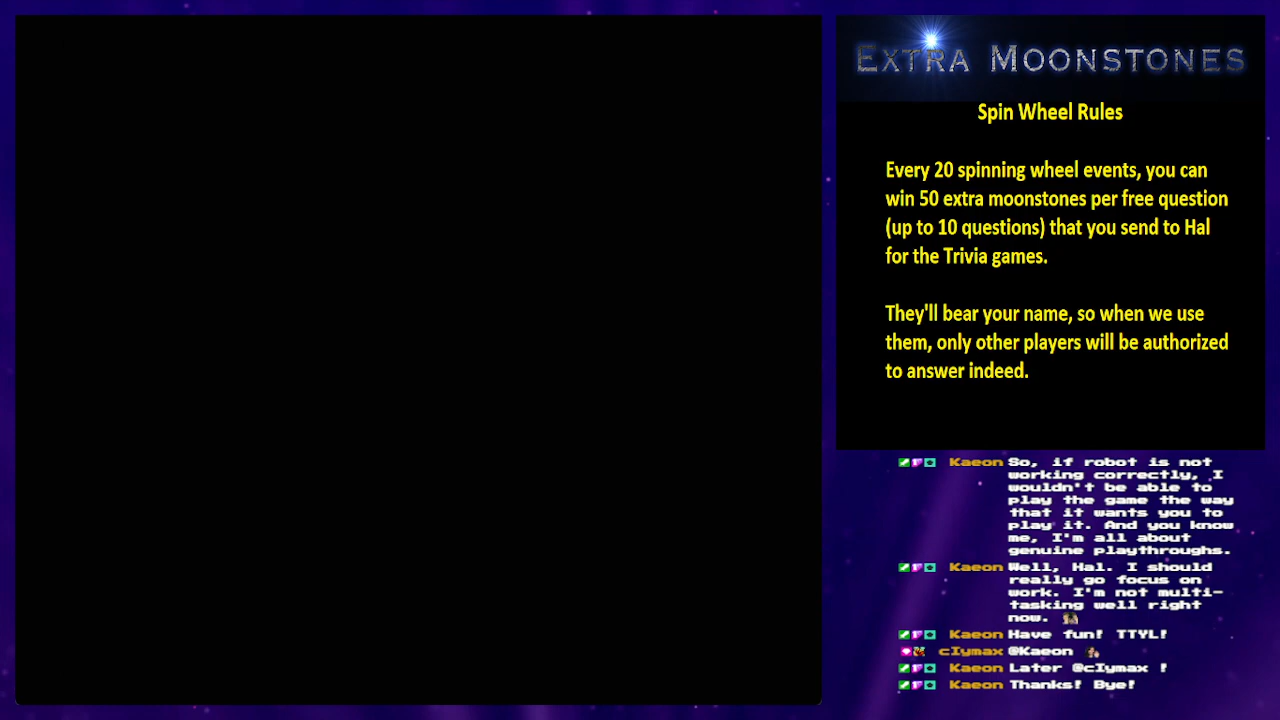 EXTRA MOONSTONES
Spin Wheel Rules
Every 20 spinning wheel events, you can
win 50 extra moonstones per free question
(up to 10 questions) that you send to Hal
for the Trivia games.
They'll bear your name, so when we use
them, only other players will be authorized
to answer indeed.
Kaeon So, if robot is not
working correctly, I
wouldn't be able to
play the game the way
that it wants you to
play it. And you know
me, I'm all about
genuine playthroughs.
Kaeon Well, Hal. I should
really go focus on
work. I'm not multi-
tasking well right
now.
Kaeon Have fun! TTYL!
cIymax @Kaeon
Kaeon Later @cIymax !
Kaeon Thanks! Bye!